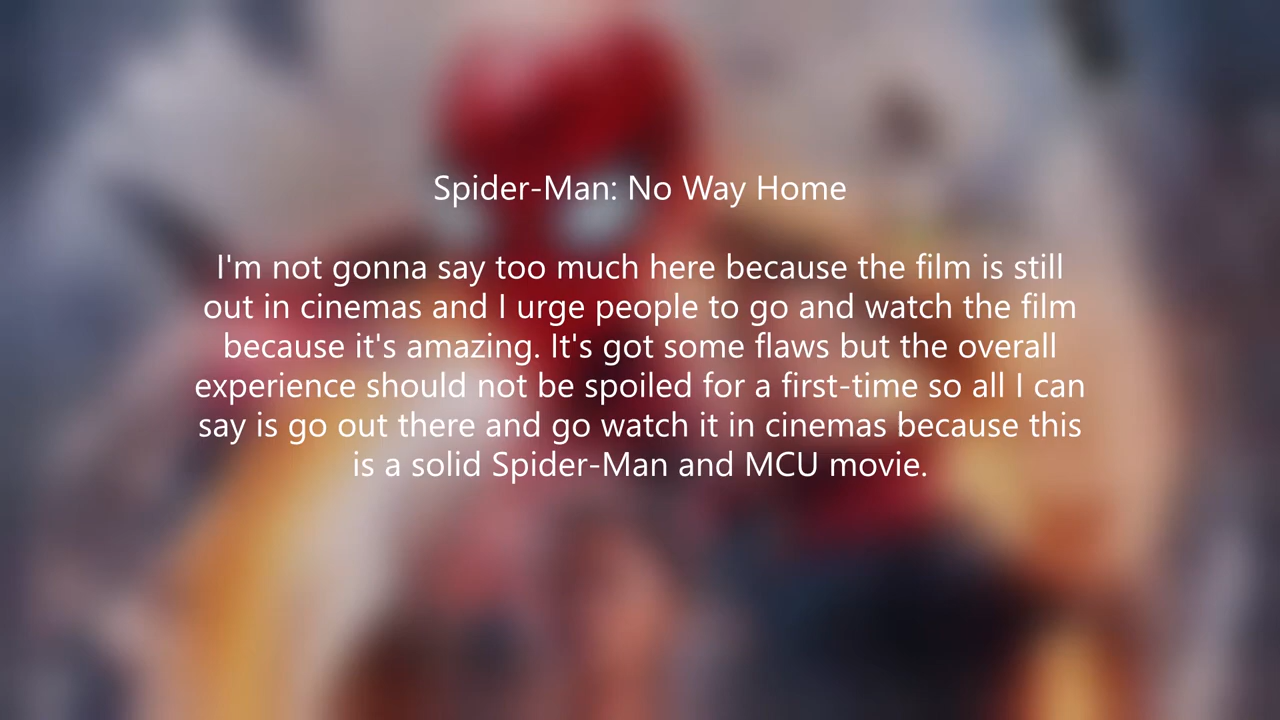 Spider-Man: No Way Home
I'm not gonna say too much here because the film is still
out in cinemas and I urge people to go and watch the film
because it's amazing. It's got some flaws but the overall
experience should not be spoiled for a first-time so all I can
say is go out there and go watch it in cinemas because this
is a solid Spider-Man and MCU movie.